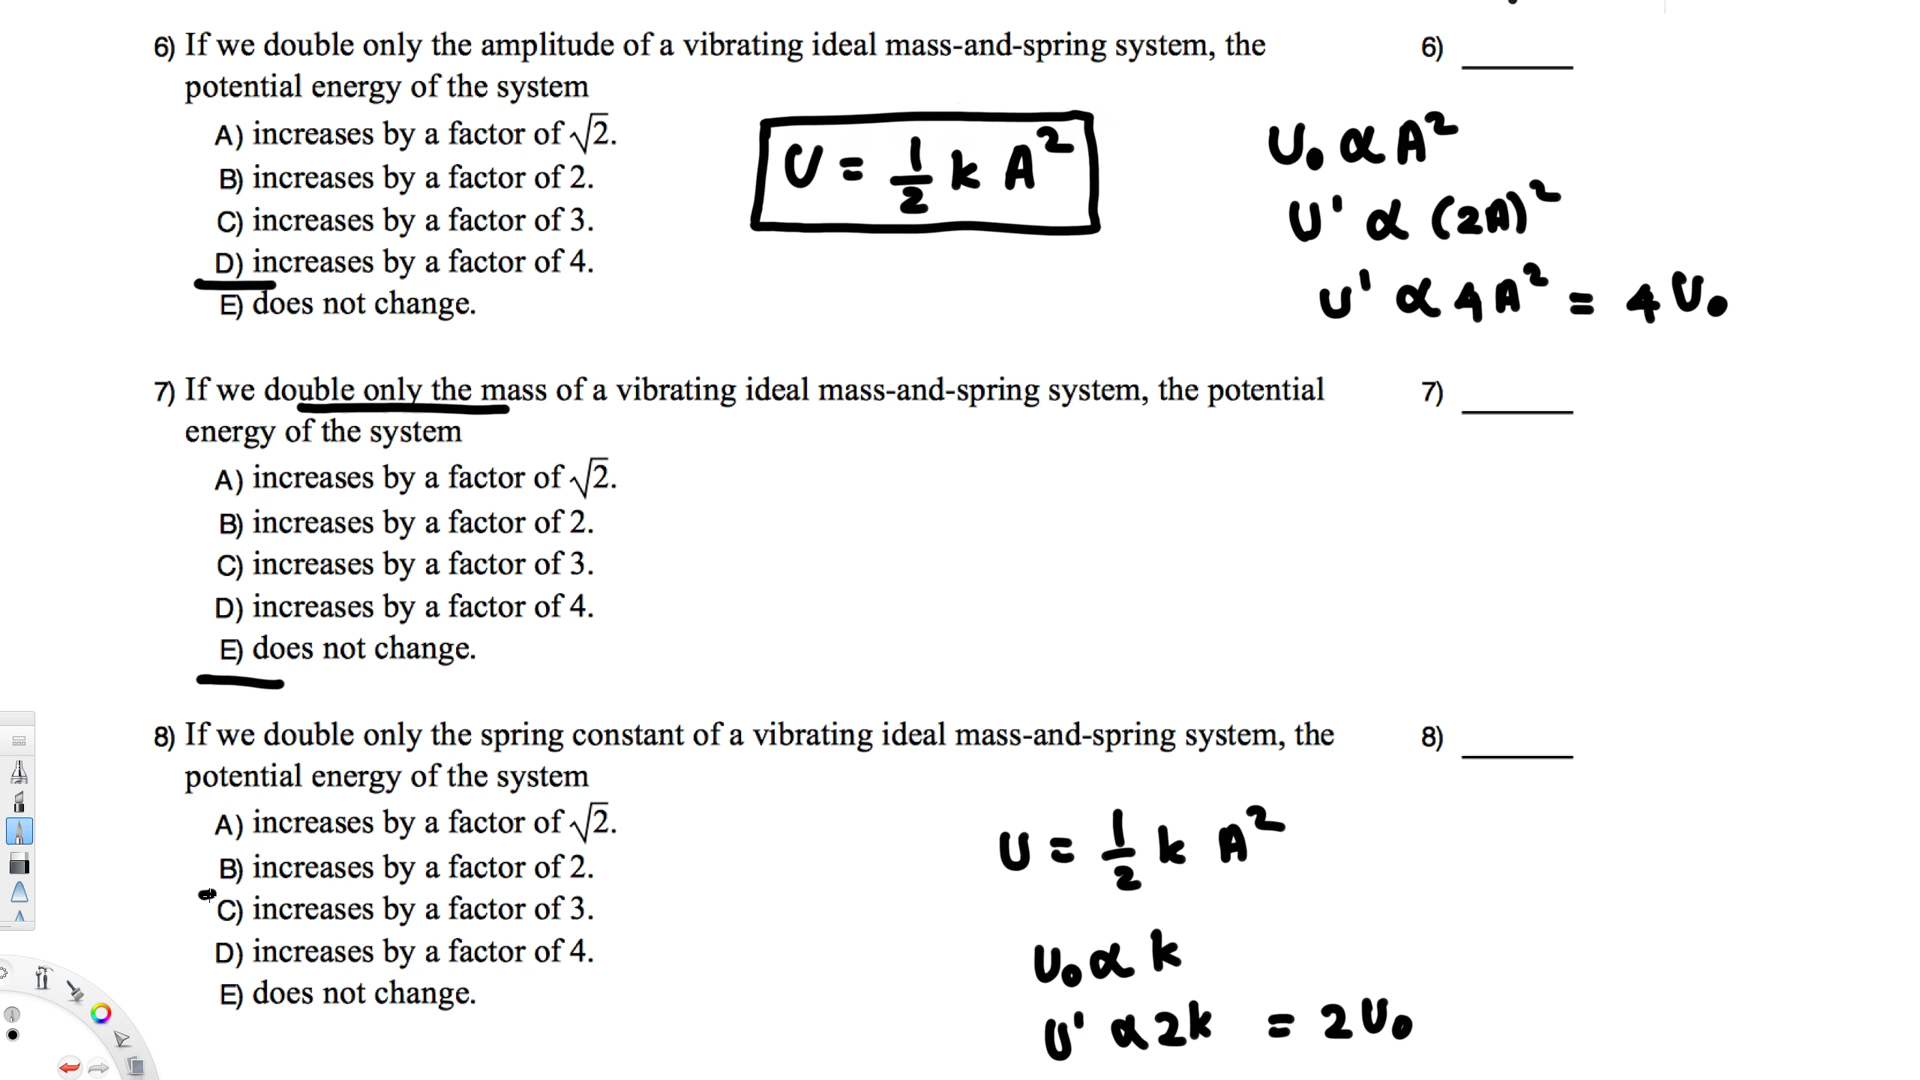 6) If we double only the amplitude of a vibrating ideal mass-and-spring system, the 6) ______
potential energy of the system
A) increases by a factor of √2.
B) increases by a factor of 2.
C) increases by a factor of 3.
D) increases by a factor of 4.
E) does not change.
U = 1/2 k A²
U₀ ∝ A²
U' ∝ (2A)²
U' ∝ 4A² = 4U₀
7) If we double only the mass of a vibrating ideal mass-and-spring system, the potential 7) ______
energy of the system
A) increases by a factor of √2.
B) increases by a factor of 2.
C) increases by a factor of 3.
D) increases by a factor of 4.
E) does not change.
8) If we double only the spring constant of a vibrating ideal mass-and-spring system, the 8) ______
potential energy of the system
A) increases by a factor of √2.
B) increases by a factor of 2.
C) increases by a factor of 3.
D) increases by a factor of 4.
E) does not change.
U = 1/2 k A²
U₀ ∝ k
U' ∝ 2k = 2U₀